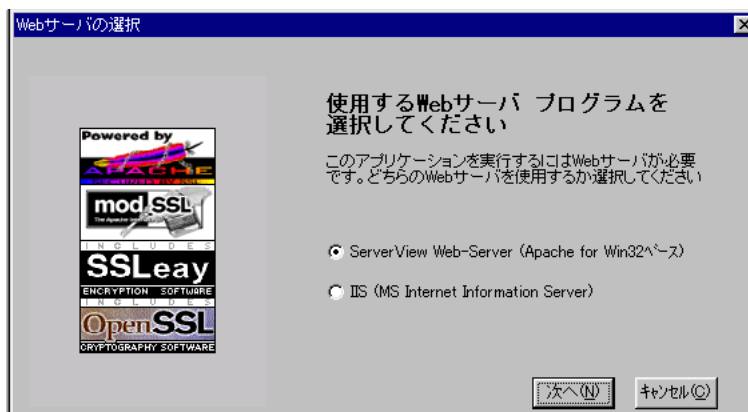 Webサーバの選択
Powered by
APACHE
mod SSL
The Apache
INCLUDES
SSLeay
ENCRYPTION SOFTWARE
INCLUDES
OpenSSL
CRYPTOGRAPHY SOFTWARE
使用するWebサーバ プログラムを
選択してください
このアプリケーションを実行するにはWebサーバが必要
です。どちらのWebサーバを使用するか選択してください
ServerView Web-Server (Apache for Win32ベース)
IIS (MS Internet Information Server)
次へ(N)
キャンセル(C)